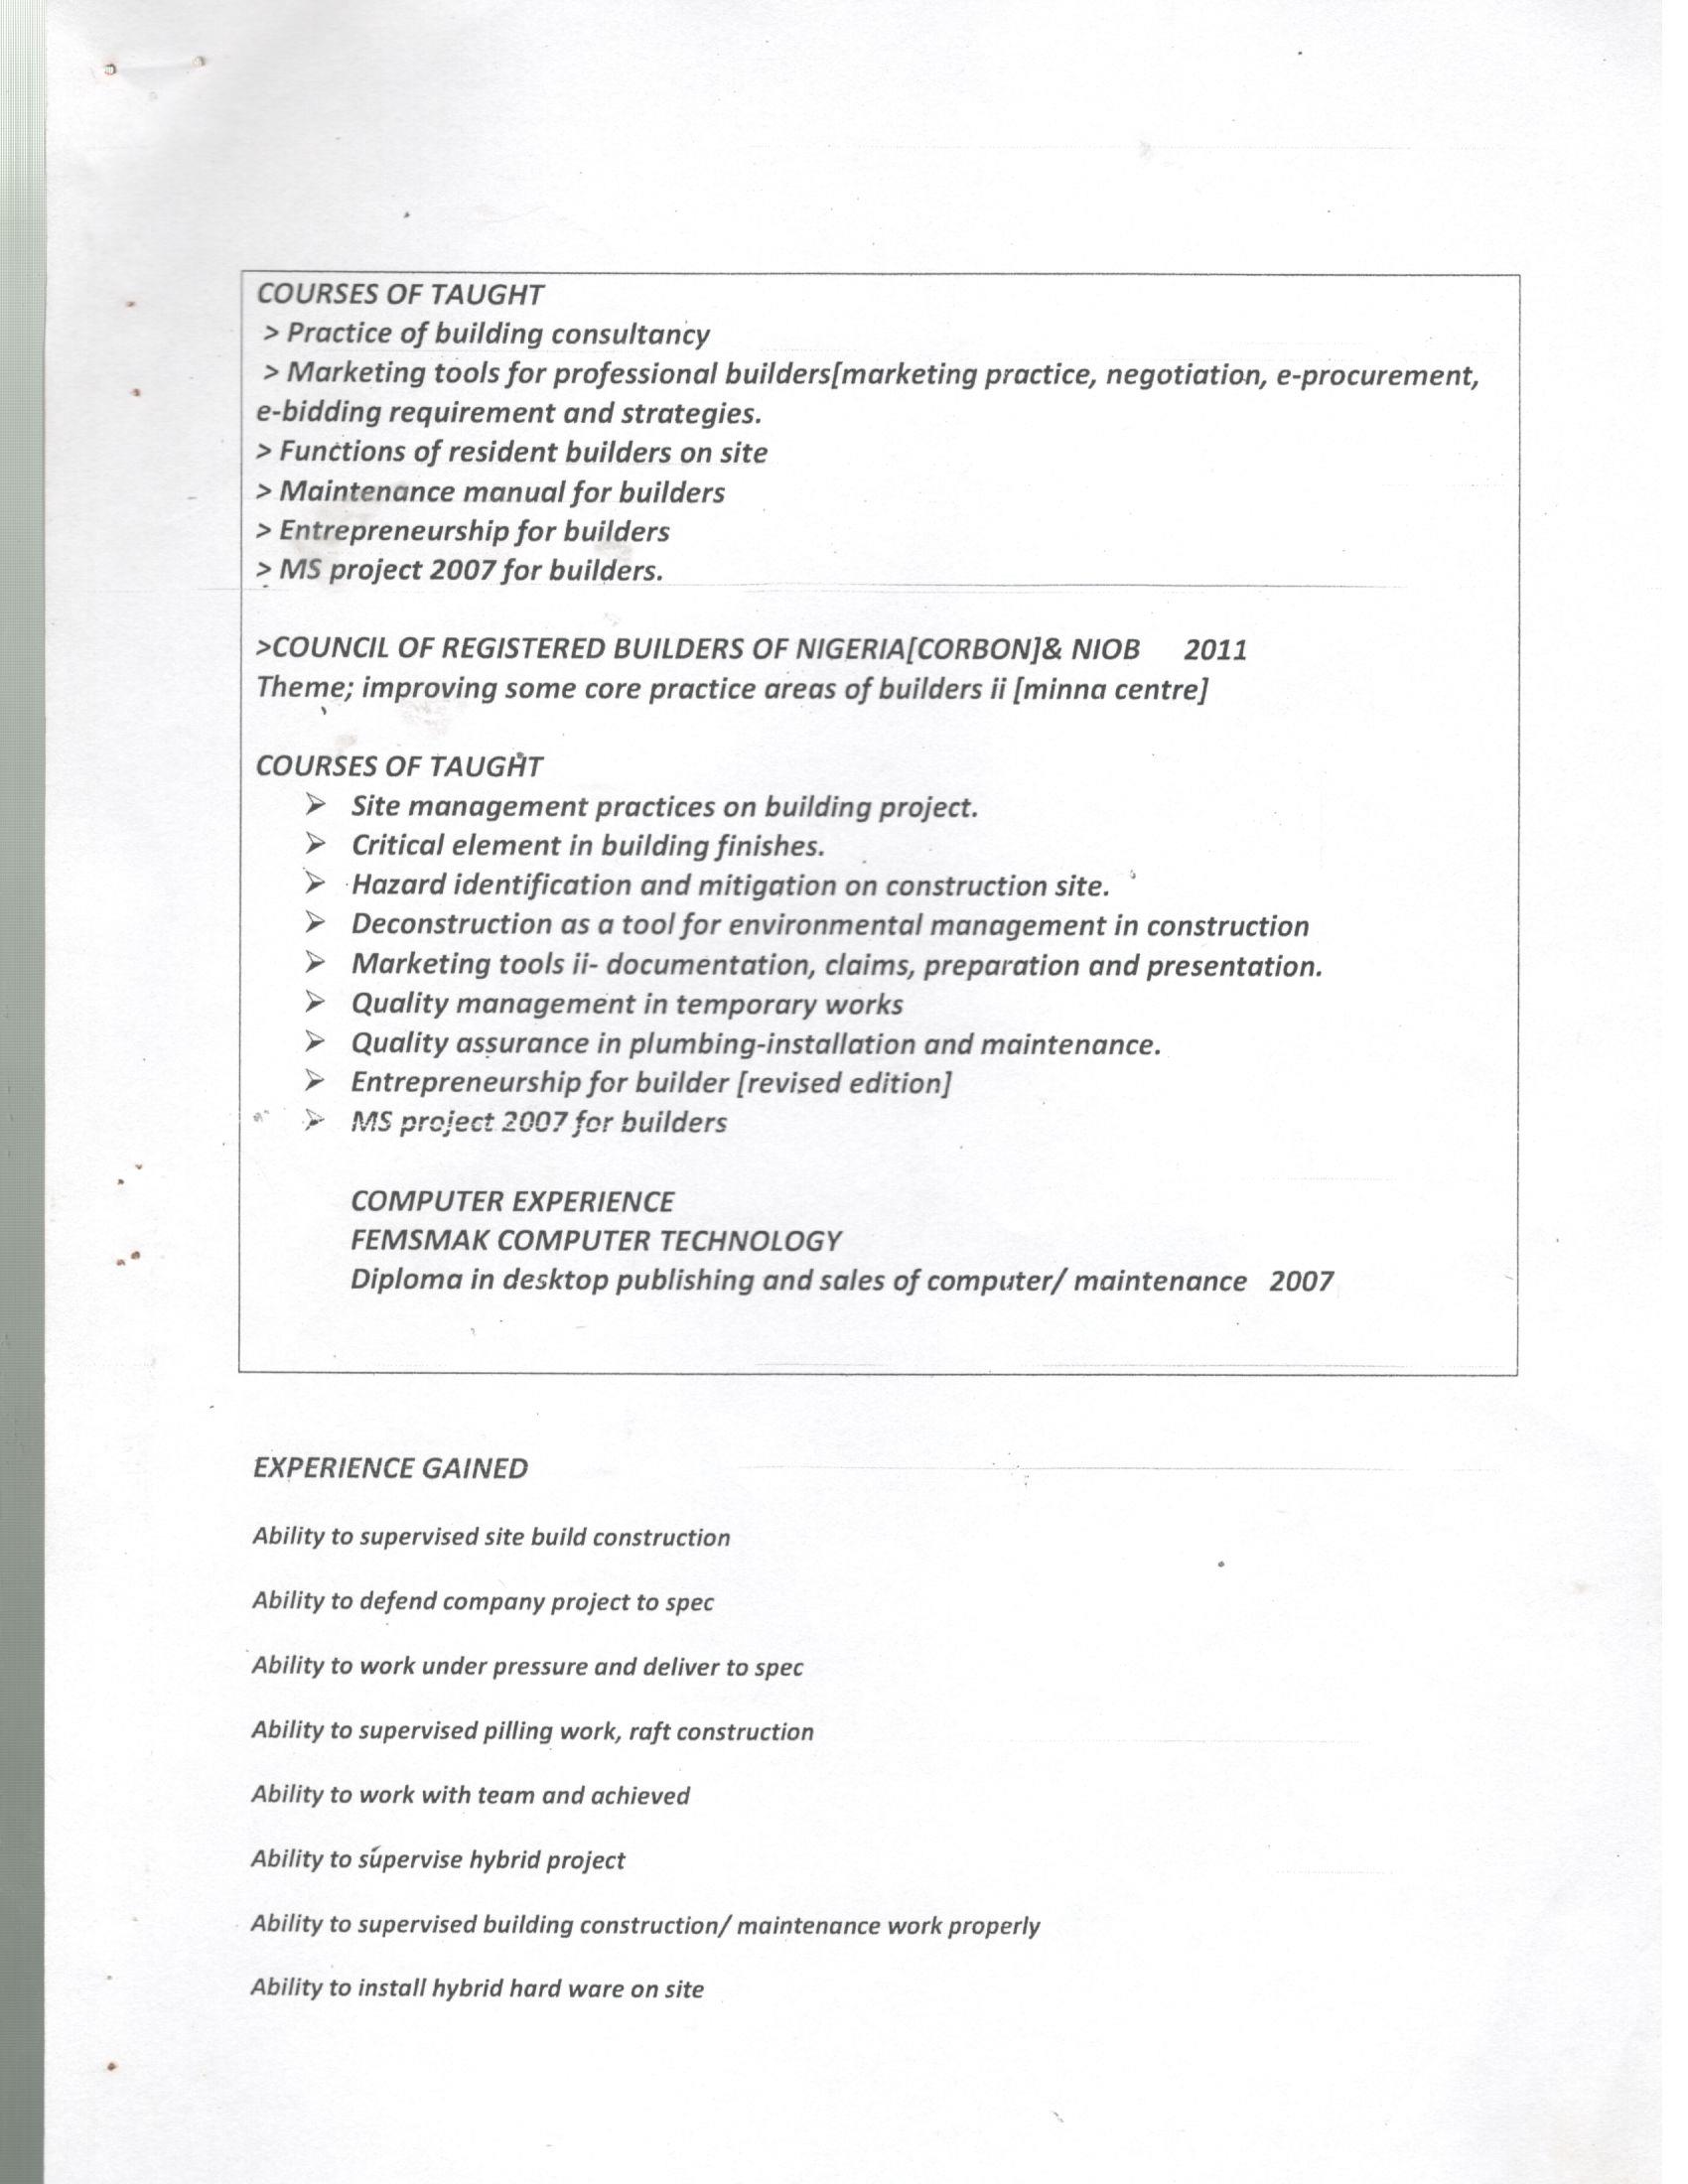 COURSES OF TAUGHT
> Practice of building consultancy
> Marketing tools for professional builders[marketing practice, negotiation, e-procurement,
e-bidding requirement and strategies.
> Functions of resident builders on site
> Maintenance manual for builders
> Entrepreneurship for builders
> MS project 2007 for builders.
>COUNCIL OF REGISTERED BUILDERS OF NIGERIA[CORBON]& NIOB 2011
Theme; improving some core practice areas of builders ii [minna centre]
COURSES OF TAUGHT
➢ Site management practices on building project.
➢ Critical element in building finishes.
➢ Hazard identification and mitigation on construction site.
➢ Deconstruction as a tool for environmental management in construction
➢ Marketing tools ii- documentation, claims, preparation and presentation.
➢ Quality management in temporary works
➢ Quality assurance in plumbing-installation and maintenance.
➢ Entrepreneurship for builder [revised edition]
➢ MS project 2007 for builders
COMPUTER EXPERIENCE
FEMSMAK COMPUTER TECHNOLOGY
Diploma in desktop publishing and sales of computer/ maintenance 2007
EXPERIENCE GAINED
Ability to supervised site build construction
Ability to defend company project to spec
Ability to work under pressure and deliver to spec
Ability to supervised pilling work, raft construction
Ability to work with team and achieved
Ability to supervise hybrid project
Ability to supervised building construction/ maintenance work properly
Ability to install hybrid hard ware on site